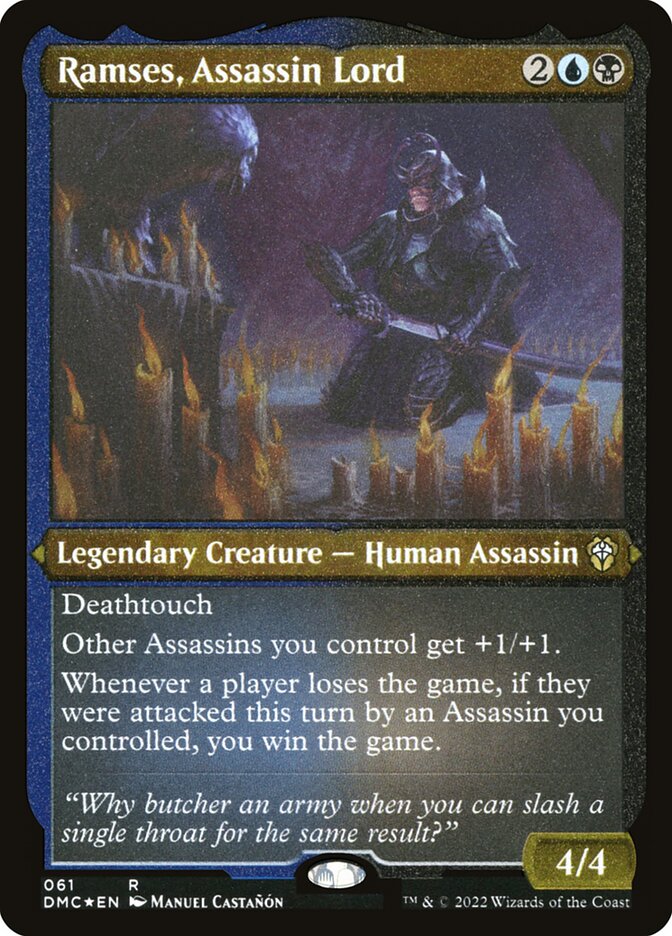 Ramses, Assassin Lord 2
Legendary Creature — Human Assassin
Deathtouch
Other Assassins you control get +1/+1.
Whenever a player loses the game, if they
were attacked this turn by an Assassin you
controlled, you win the game.
“Why butcher an army when you can slash a
single throat for the same result?”
4/4
061 R
DMC★EN Manuel Castañón ™ & © 2022 Wizards of the Coast